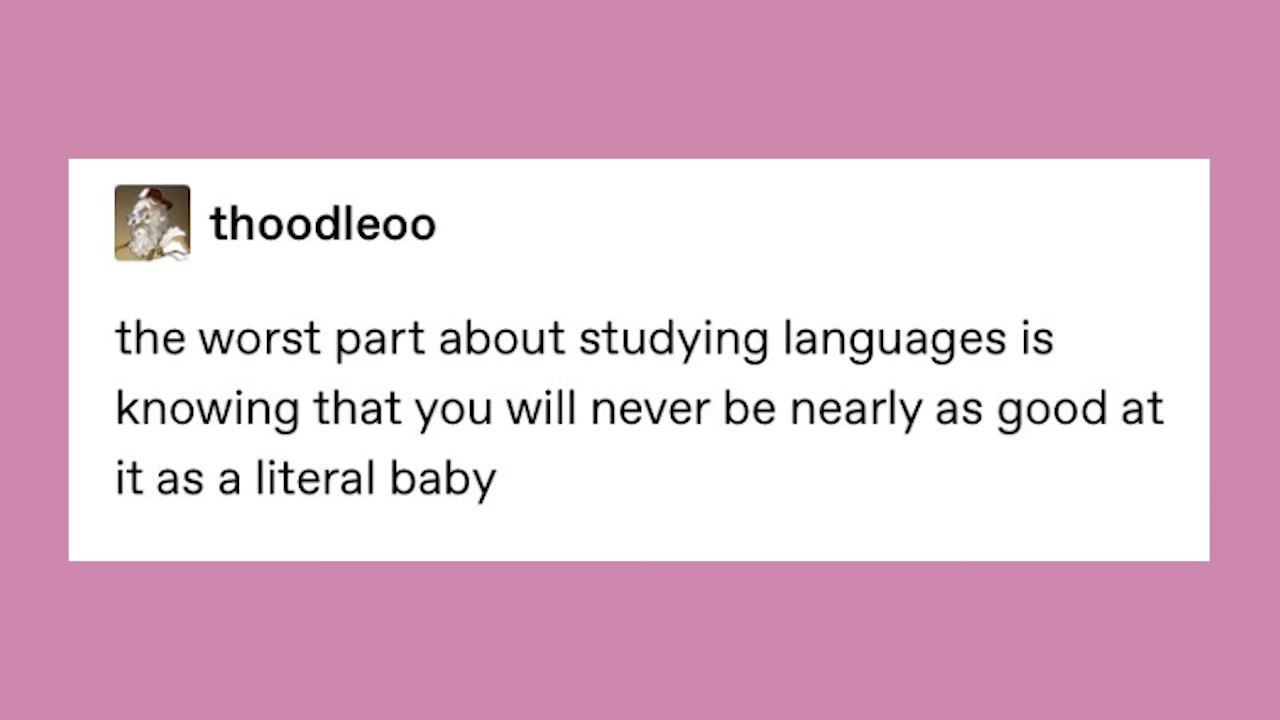 thoodleoo
the worst part about studying languages is
knowing that you will never be nearly as good at
it as a literal baby